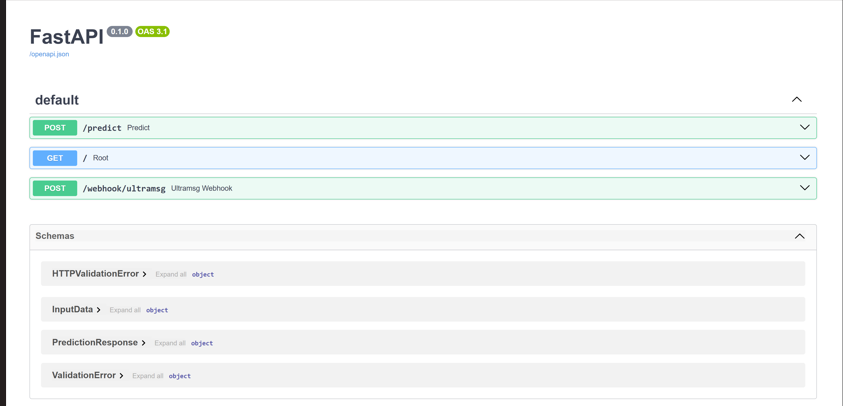 FastAPI 0.1.0 OAS 3.1
/openapi.json
default
POST /predict Predict
GET / Root
POST /webhook/ultramsg Ultramsg Webhook
Schemas
HTTPValidationError Expand all object
InputData Expand all object
PredictionResponse Expand all object
ValidationError Expand all object